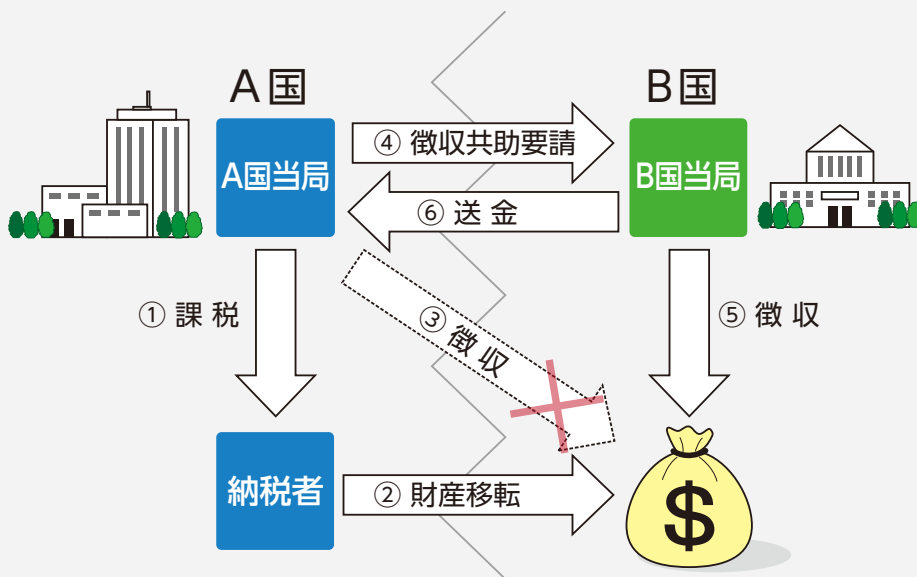 A国
B国
A国当局
④ 徴収共助要請
B国当局
⑥ 送 金
① 課 税
③ 徴 収
⑤ 徴 収
納税者
② 財産移転
$